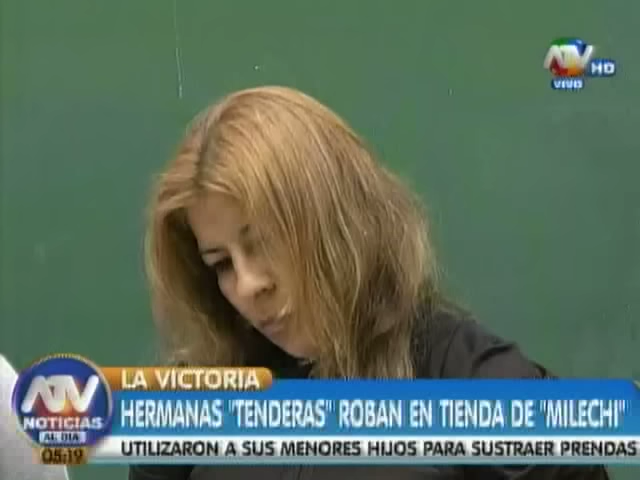 ATV HD
VIVO
LA VICTORIA
HERMANAS "TENDERAS" ROBAN EN TIENDA DE "MILECHI"
UTILIZARON A SUS MENORES HIJOS PARA SUSTRAER PRENDAS
ATV
NOTICIAS
AL DIA
05:19